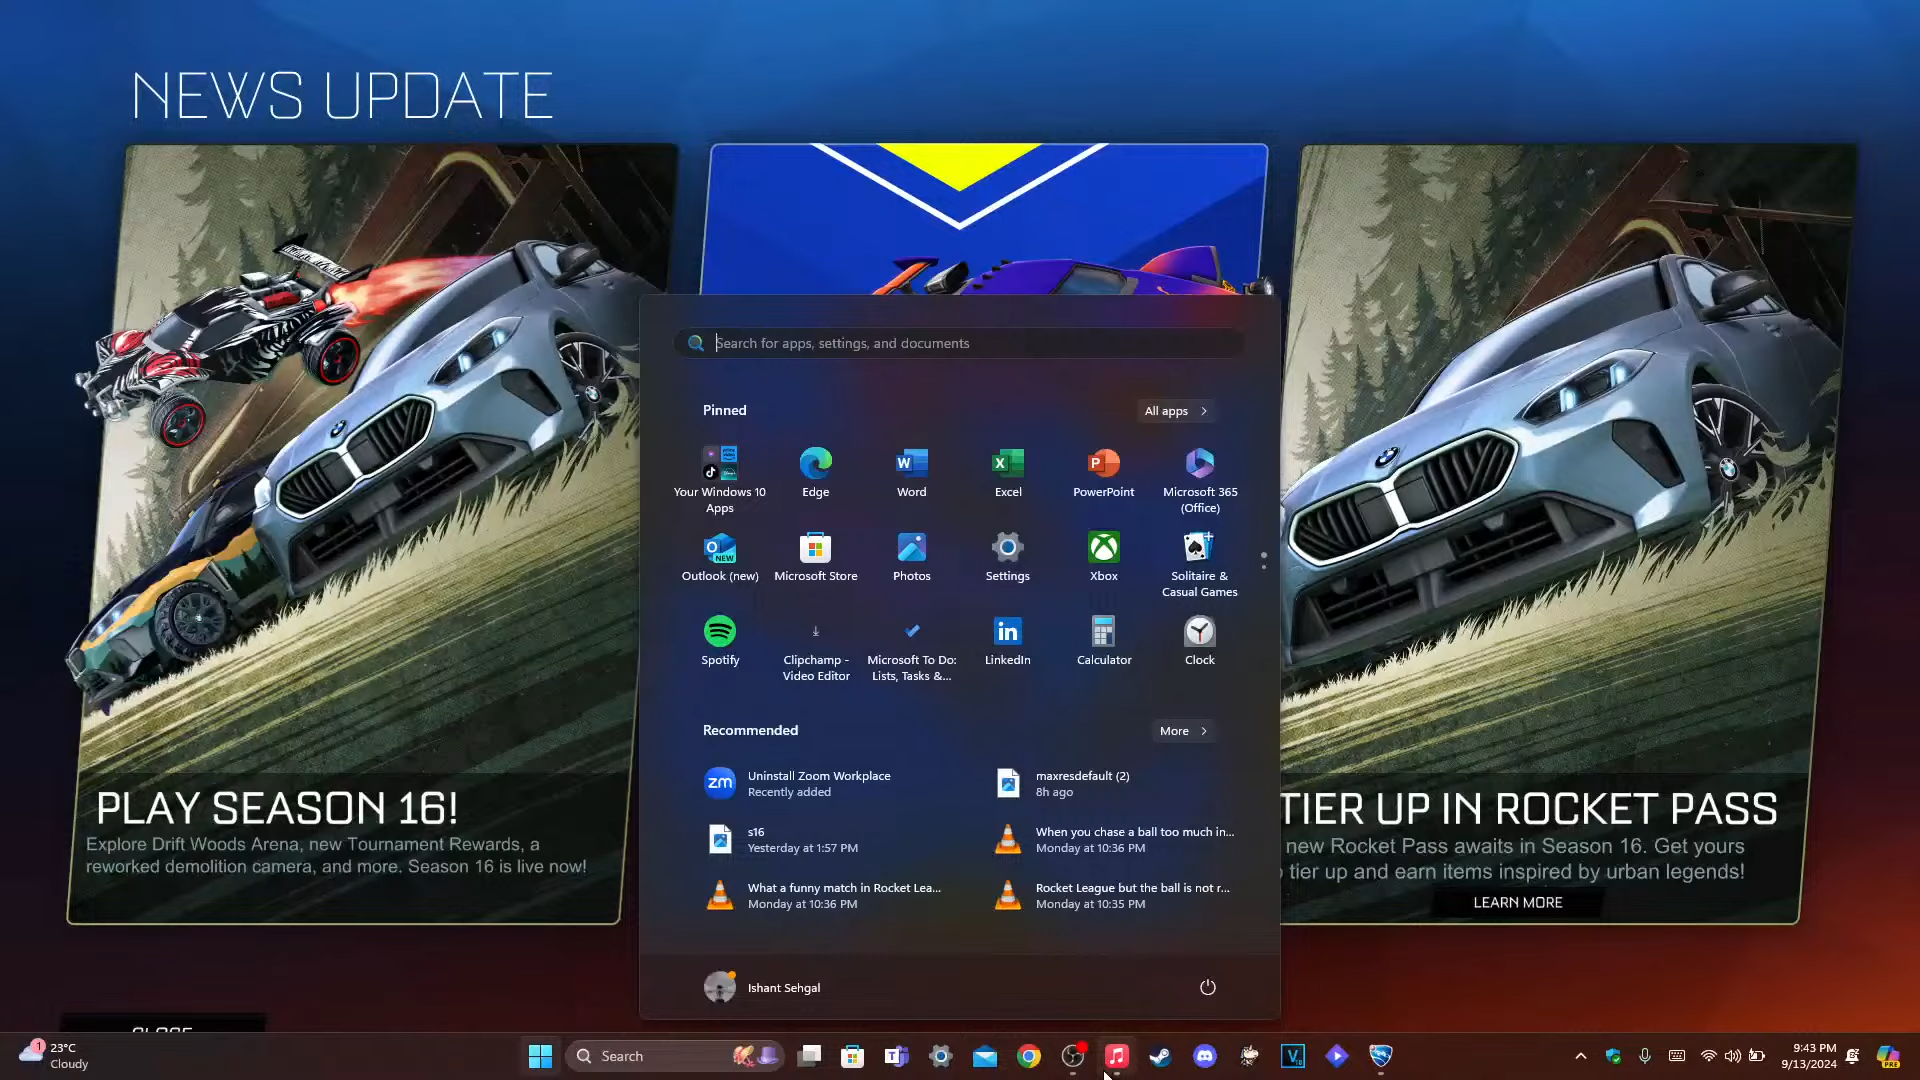 NEWS UPDATE
Search for apps, settings, and documents
Pinned
All apps
Your Windows 10
Apps
Edge
Word
Excel
PowerPoint
Microsoft 365
(Office)
Outlook (new)
Microsoft Store
Photos
Settings
Xbox
Solitaire &
Casual Games
Spotify
Clipchamp -
Video Editor
Microsoft To Do:
Lists, Tasks &...
LinkedIn
Calculator
Clock
Recommended
More
Uninstall Zoom Workplace
Recently added
maxresdefault (2)
8h ago
s16
Yesterday at 1:57 PM
When you chase a ball too much in...
Monday at 10:36 PM
What a funny match in Rocket Lea...
Monday at 10:36 PM
Rocket League but the ball is not r...
Monday at 10:35 PM
Ishant Sehgal
PLAY SEASON 16!
Explore Drift Woods Arena, new Tournament Rewards, a
reworked demolition camera, and more. Season 16 is live now!
TIER UP IN ROCKET PASS
new Rocket Pass awaits in Season 16. Get yours
tier up and earn items inspired by urban legends!
LEARN MORE
CLOSE
1
23°C
Cloudy
Search
9:43 PM
9/13/2024